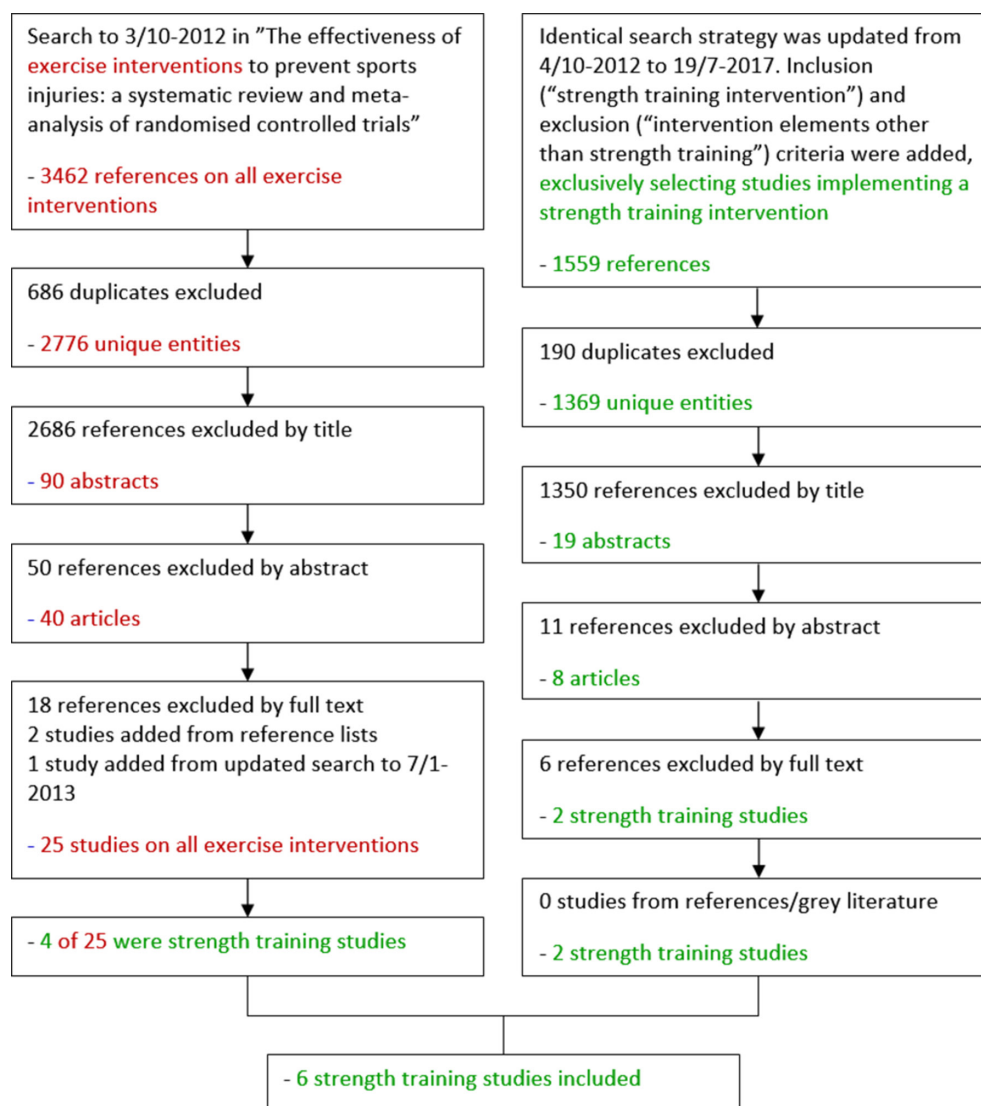 Search to 3/10-2012 in ”The effectiveness of
exercise interventions to prevent sports
injuries: a systematic review and meta-
analysis of randomised controlled trials”
- 3462 references on all exercise
interventions
686 duplicates excluded
- 2776 unique entities
2686 references excluded by title
- 90 abstracts
50 references excluded by abstract
- 40 articles
18 references excluded by full text
2 studies added from reference lists
1 study added from updated search to 7/1-
2013
- 25 studies on all exercise interventions
- 4 of 25 were strength training studies
Identical search strategy was updated from
4/10-2012 to 19/7-2017. Inclusion
(“strength training intervention”) and
exclusion (“intervention elements other
than strength training”) criteria were added,
exclusively selecting studies implementing a
strength training intervention
- 1559 references
190 duplicates excluded
- 1369 unique entities
1350 references excluded by title
- 19 abstracts
11 references excluded by abstract
- 8 articles
6 references excluded by full text
- 2 strength training studies
0 studies from references/grey literature
- 2 strength training studies
- 6 strength training studies included